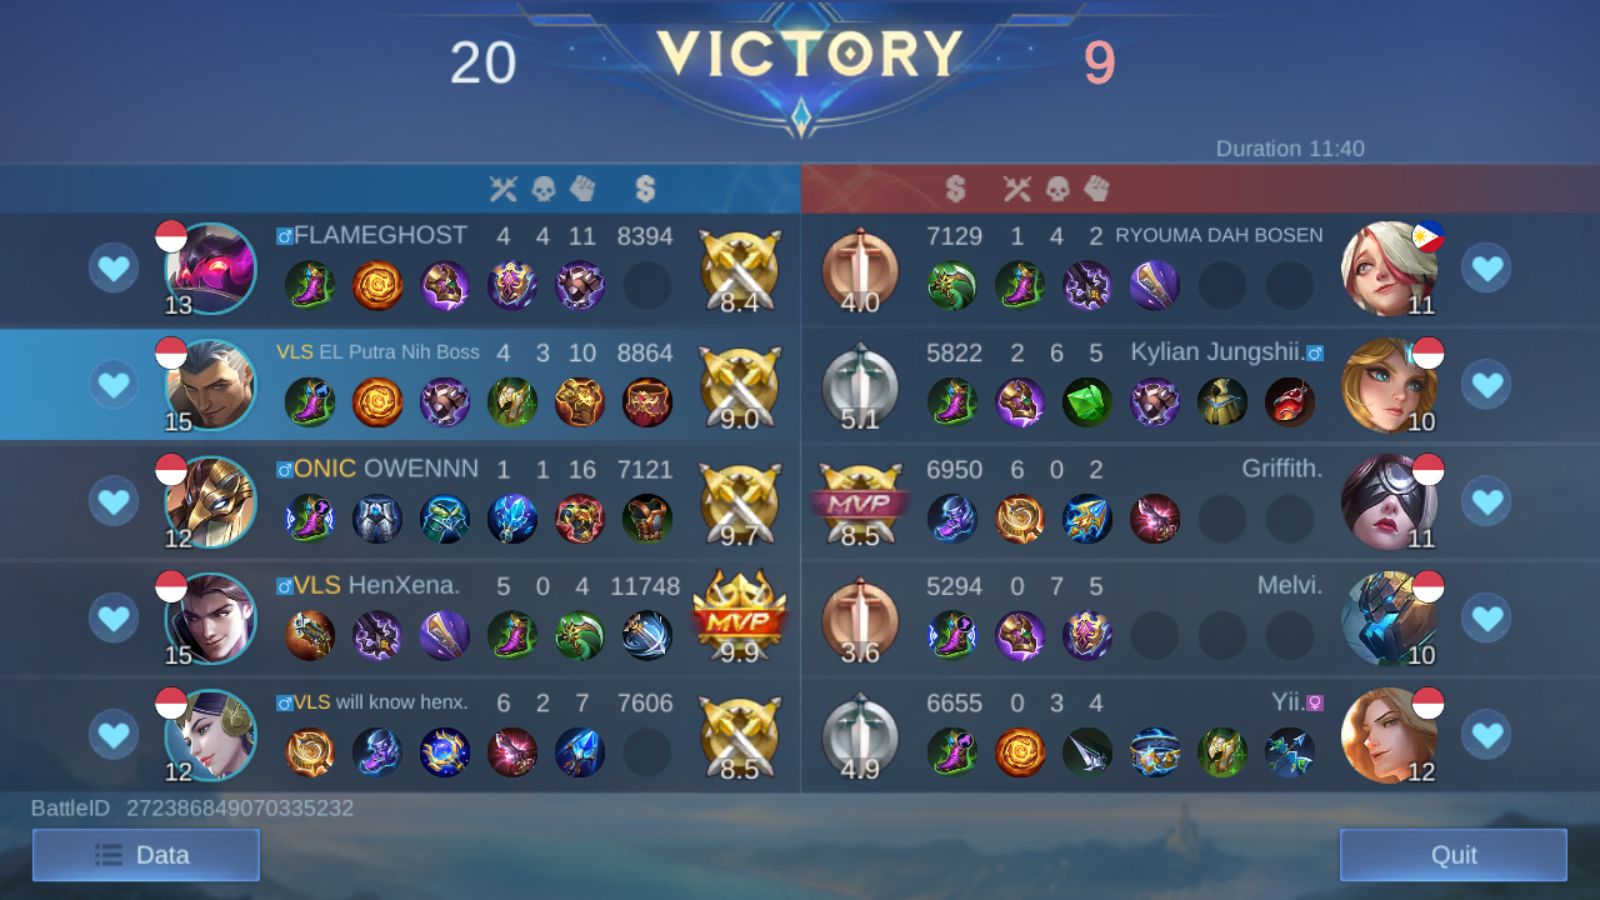 20 VICTORY 9
Duration 11:40
FLAMEGHOST 4 4 11 8394
13 8.4
4.0 7129 1 4 2 RYOUMA DAH BOSEN
11
VLS EL Putra Nih Boss 4 3 10 8864
15 9.0
5.1 5822 2 6 5 Kylian Jungshii.
10
ONIC OWENNN 1 1 16 7121
12 9.7
MVP 8.5 6950 6 0 2 Griffith.
11
VLS HenXena. 5 0 4 11748
15 MVP 9.9
3.6 5294 0 7 5 Melvi.
10
VLS will know henx. 6 2 7 7606
12 8.5
4.9 6655 0 3 4 Yii.
12
BattleID 272386849070335232
Data
Quit